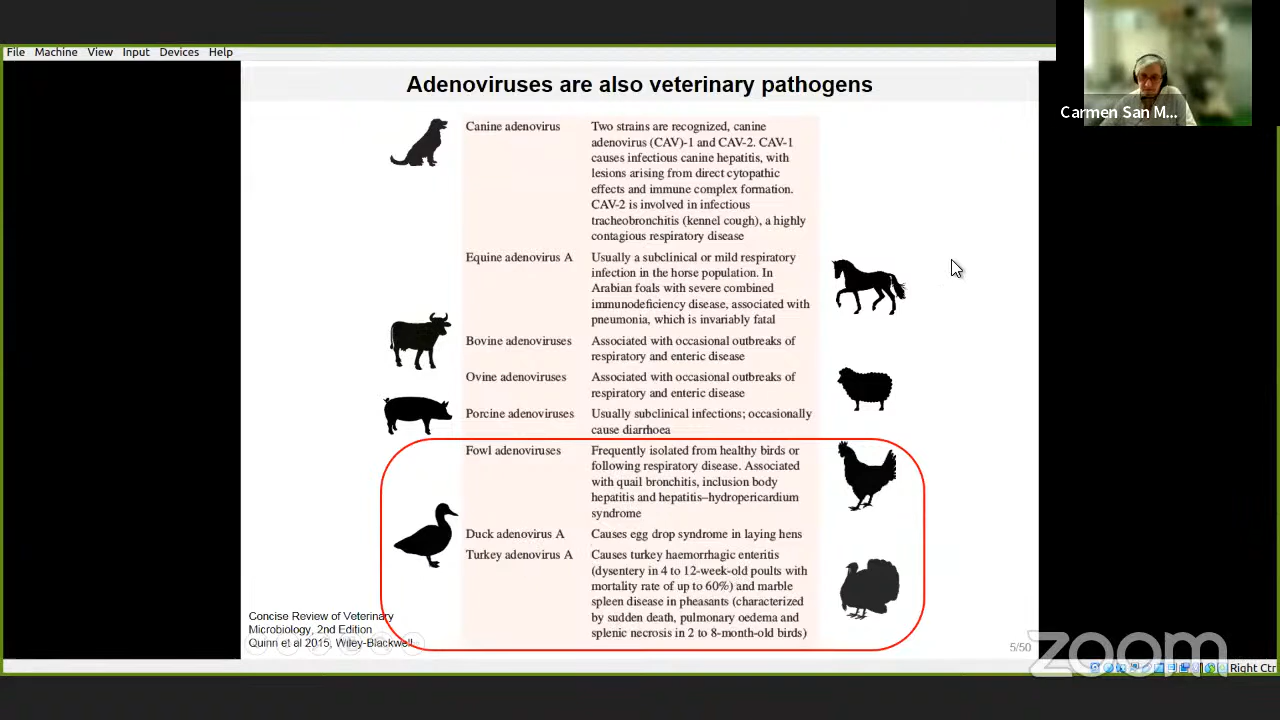 File Machine View Input Devices Help
Carmen San M...
Adenoviruses are also veterinary pathogens
Canine adenovirus
Two strains are recognized, canine
adenovirus (CAV)-1 and CAV-2. CAV-1
causes infectious canine hepatitis, with
lesions arising from direct cytopathic
effects and immune complex formation.
CAV-2 is involved in infectious
tracheobronchitis (kennel cough), a highly
contagious respiratory disease
Equine adenovirus A
Usually a subclinical or mild respiratory
infection in the horse population. In
Arabian foals with severe combined
immunodeficiency disease, associated with
pneumonia, which is invariably fatal
Bovine adenoviruses
Associated with occasional outbreaks of
respiratory and enteric disease
Ovine adenoviruses
Associated with occasional outbreaks of
respiratory and enteric disease
Porcine adenoviruses
Usually subclinical infections; occasionally
cause diarrhoea
Fowl adenoviruses
Frequently isolated from healthy birds or
following respiratory disease. Associated
with quail bronchitis, inclusion body
hepatitis and hepatitis–hydropericardium
syndrome
Duck adenovirus A
Causes egg drop syndrome in laying hens
Turkey adenovirus A
Causes turkey haemorrhagic enteritis
(dysentery in 4 to 12-week-old poults with
mortality rate of up to 60%) and marble
spleen disease in pheasants (characterized
by sudden death, pulmonary oedema and
splenic necrosis in 2 to 8-month-old birds)
Concise Review of Veterinary
Microbiology, 2nd Edition
Quinn et al 2015, Wiley-Blackwell
5/50
zoom
Right Ctr